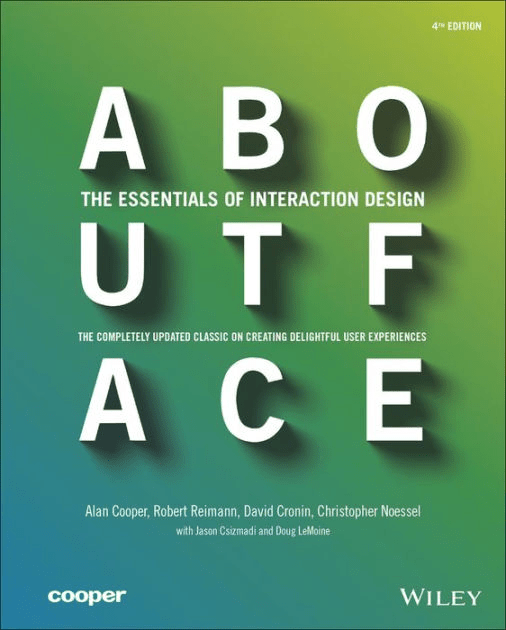 4TH EDITION
A B O
THE ESSENTIALS OF INTERACTION DESIGN
U T F
THE COMPLETELY UPDATED CLASSIC ON CREATING DELIGHTFUL USER EXPERIENCES
A C E
Alan Cooper, Robert Reimann, David Cronin, Christopher Noessel
with Jason Csizmadi and Doug LeMoine
cooper
WILEY